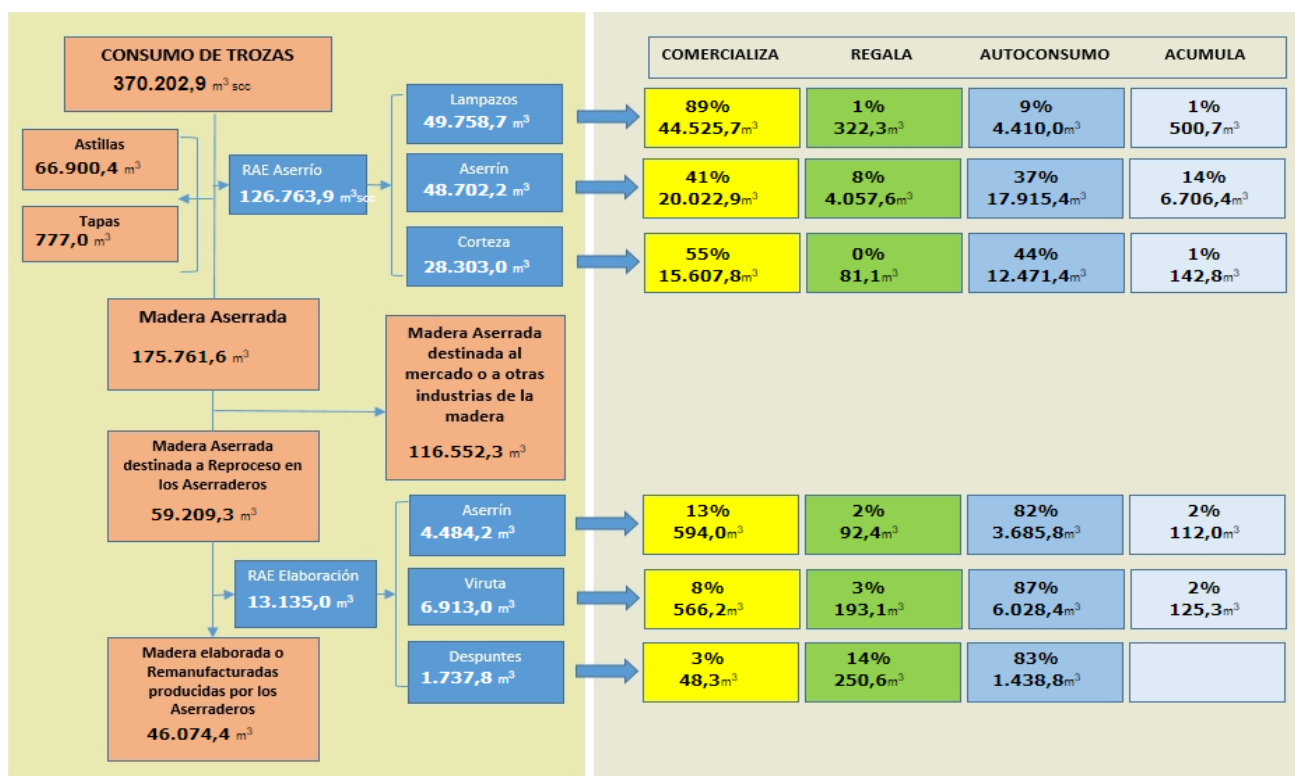 CONSUMO DE TROZAS
370.202,9 m³ scc
Astillas
66.900,4 m³
Tapas
777,0 m³
RAE Aserrío
126.763,9 m³scc
Lampazos
49.758,7 m³
Aserrín
48.702,2 m³
Corteza
28.303,0 m³
Madera Aserrada
175.761,6 m³
Madera Aserrada
destinada al
mercado o a otras
industrias de la
madera
116.552,3 m³
Madera Aserrada
destinada a Reproceso en
los Aserraderos
59.209,3 m³
RAE Elaboración
13.135,0 m³
Aserrín
4.484,2 m³
Viruta
6.913,0 m³
Despuntes
1.737,8 m³
Madera elaborada o
Remanufacturadas
producidas por los
Aserraderos
46.074,4 m³
COMERCIALIZA REGALA AUTOCONSUMO ACUMULA
89% 1% 9% 1%
44.525,7m³ 322,3m³ 4.410,0m³ 500,7m³
41% 8% 37% 14%
20.022,9m³ 4.057,6m³ 17.915,4m³ 6.706,4m³
55% 0% 44% 1%
15.607,8m³ 81,1m³ 12.471,4m³ 142,8m³
13% 2% 82% 2%
594,0m³ 92,4m³ 3.685,8m³ 112,0m³
8% 3% 87% 2%
566,2m³ 193,1m³ 6.028,4m³ 125,3m³
3% 14% 83%
48,3m³ 250,6m³ 1.438,8m³